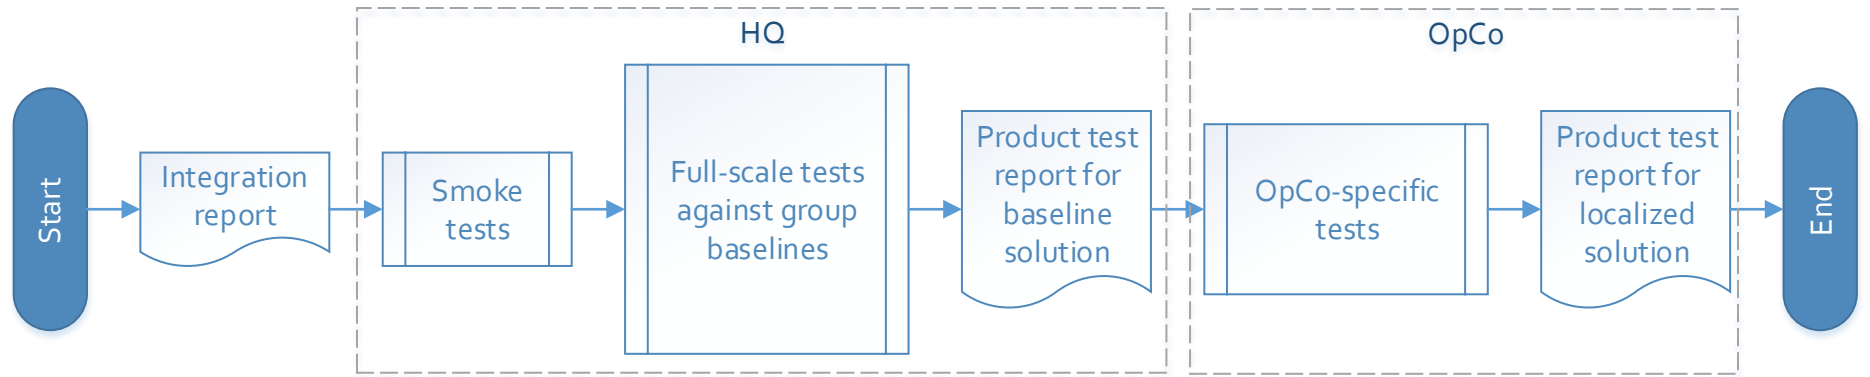 HQ
OpCo
Start
Integration
report
Smoke
tests
Full-scale tests
against group
baselines
Product test
report for
baseline
solution
OpCo-specific
tests
Product test
report for
localized
solution
End